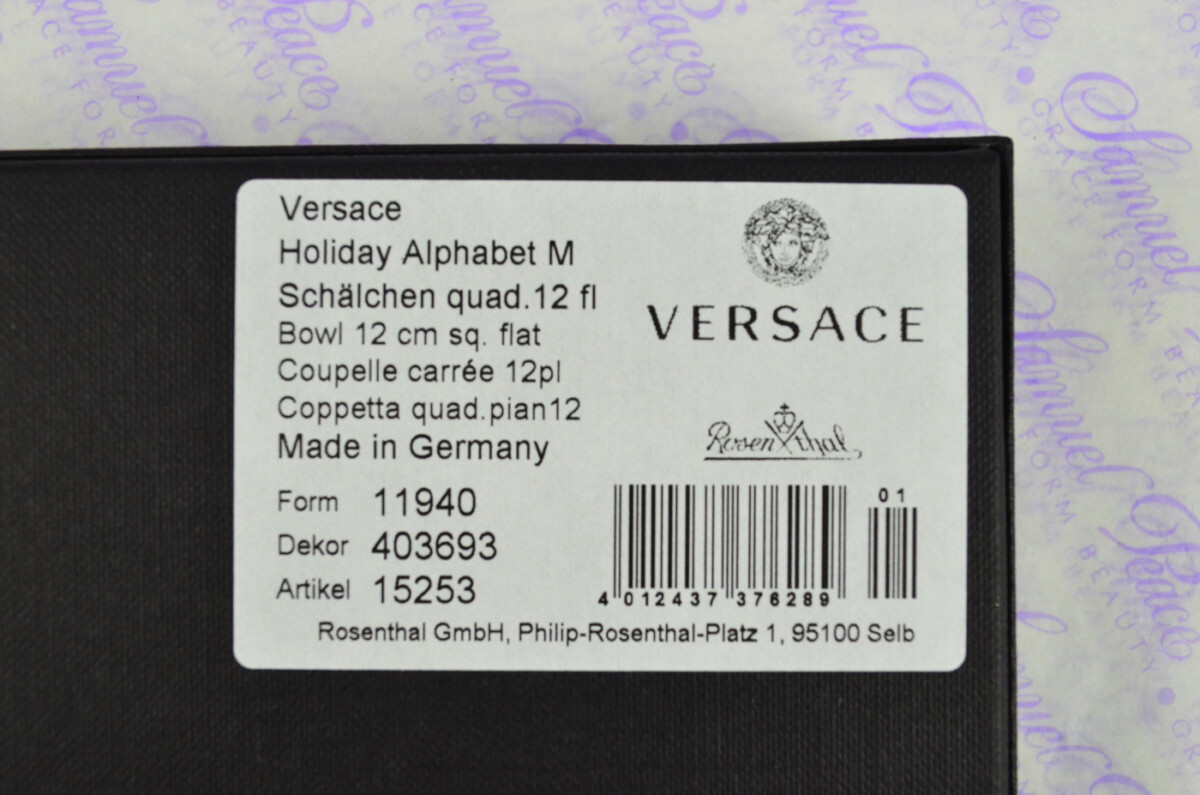 Versace
Holiday Alphabet M
Schälchen quad.12 fl
Bowl 12 cm sq. flat
Coupelle carrée 12pl
Coppetta quad.pian12
Made in Germany
Form 11940
Dekor 403693
Artikel 15253
VERSACE
Rosenthal
01
4 012437 376289
Rosenthal GmbH, Philip-Rosenthal-Platz 1, 95100 Selb